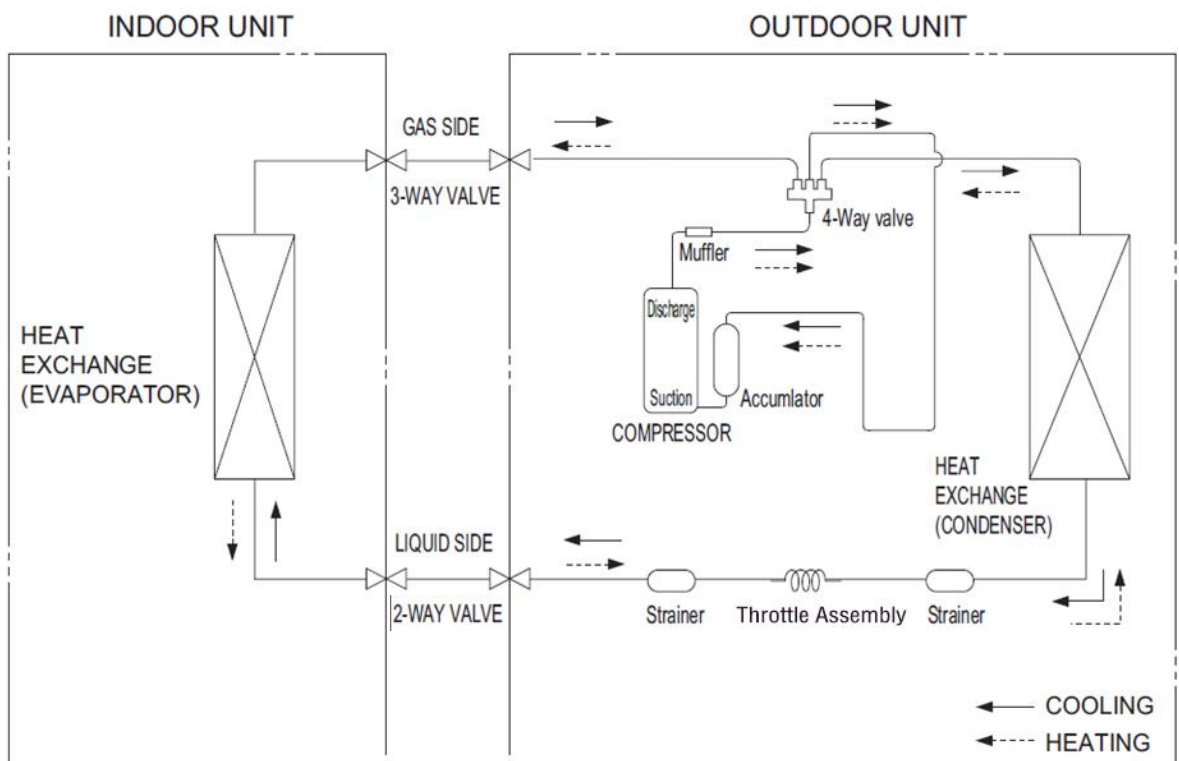 INDOOR UNIT
OUTDOOR UNIT
GAS SIDE
3-WAY VALVE
4-Way valve
Muffler
Discharge
Suction
Accumlator
COMPRESSOR
HEAT
EXCHANGE
(EVAPORATOR)
HEAT
EXCHANGE
(CONDENSER)
LIQUID SIDE
2-WAY VALVE
Strainer
Throttle Assembly
Strainer
COOLING
HEATING